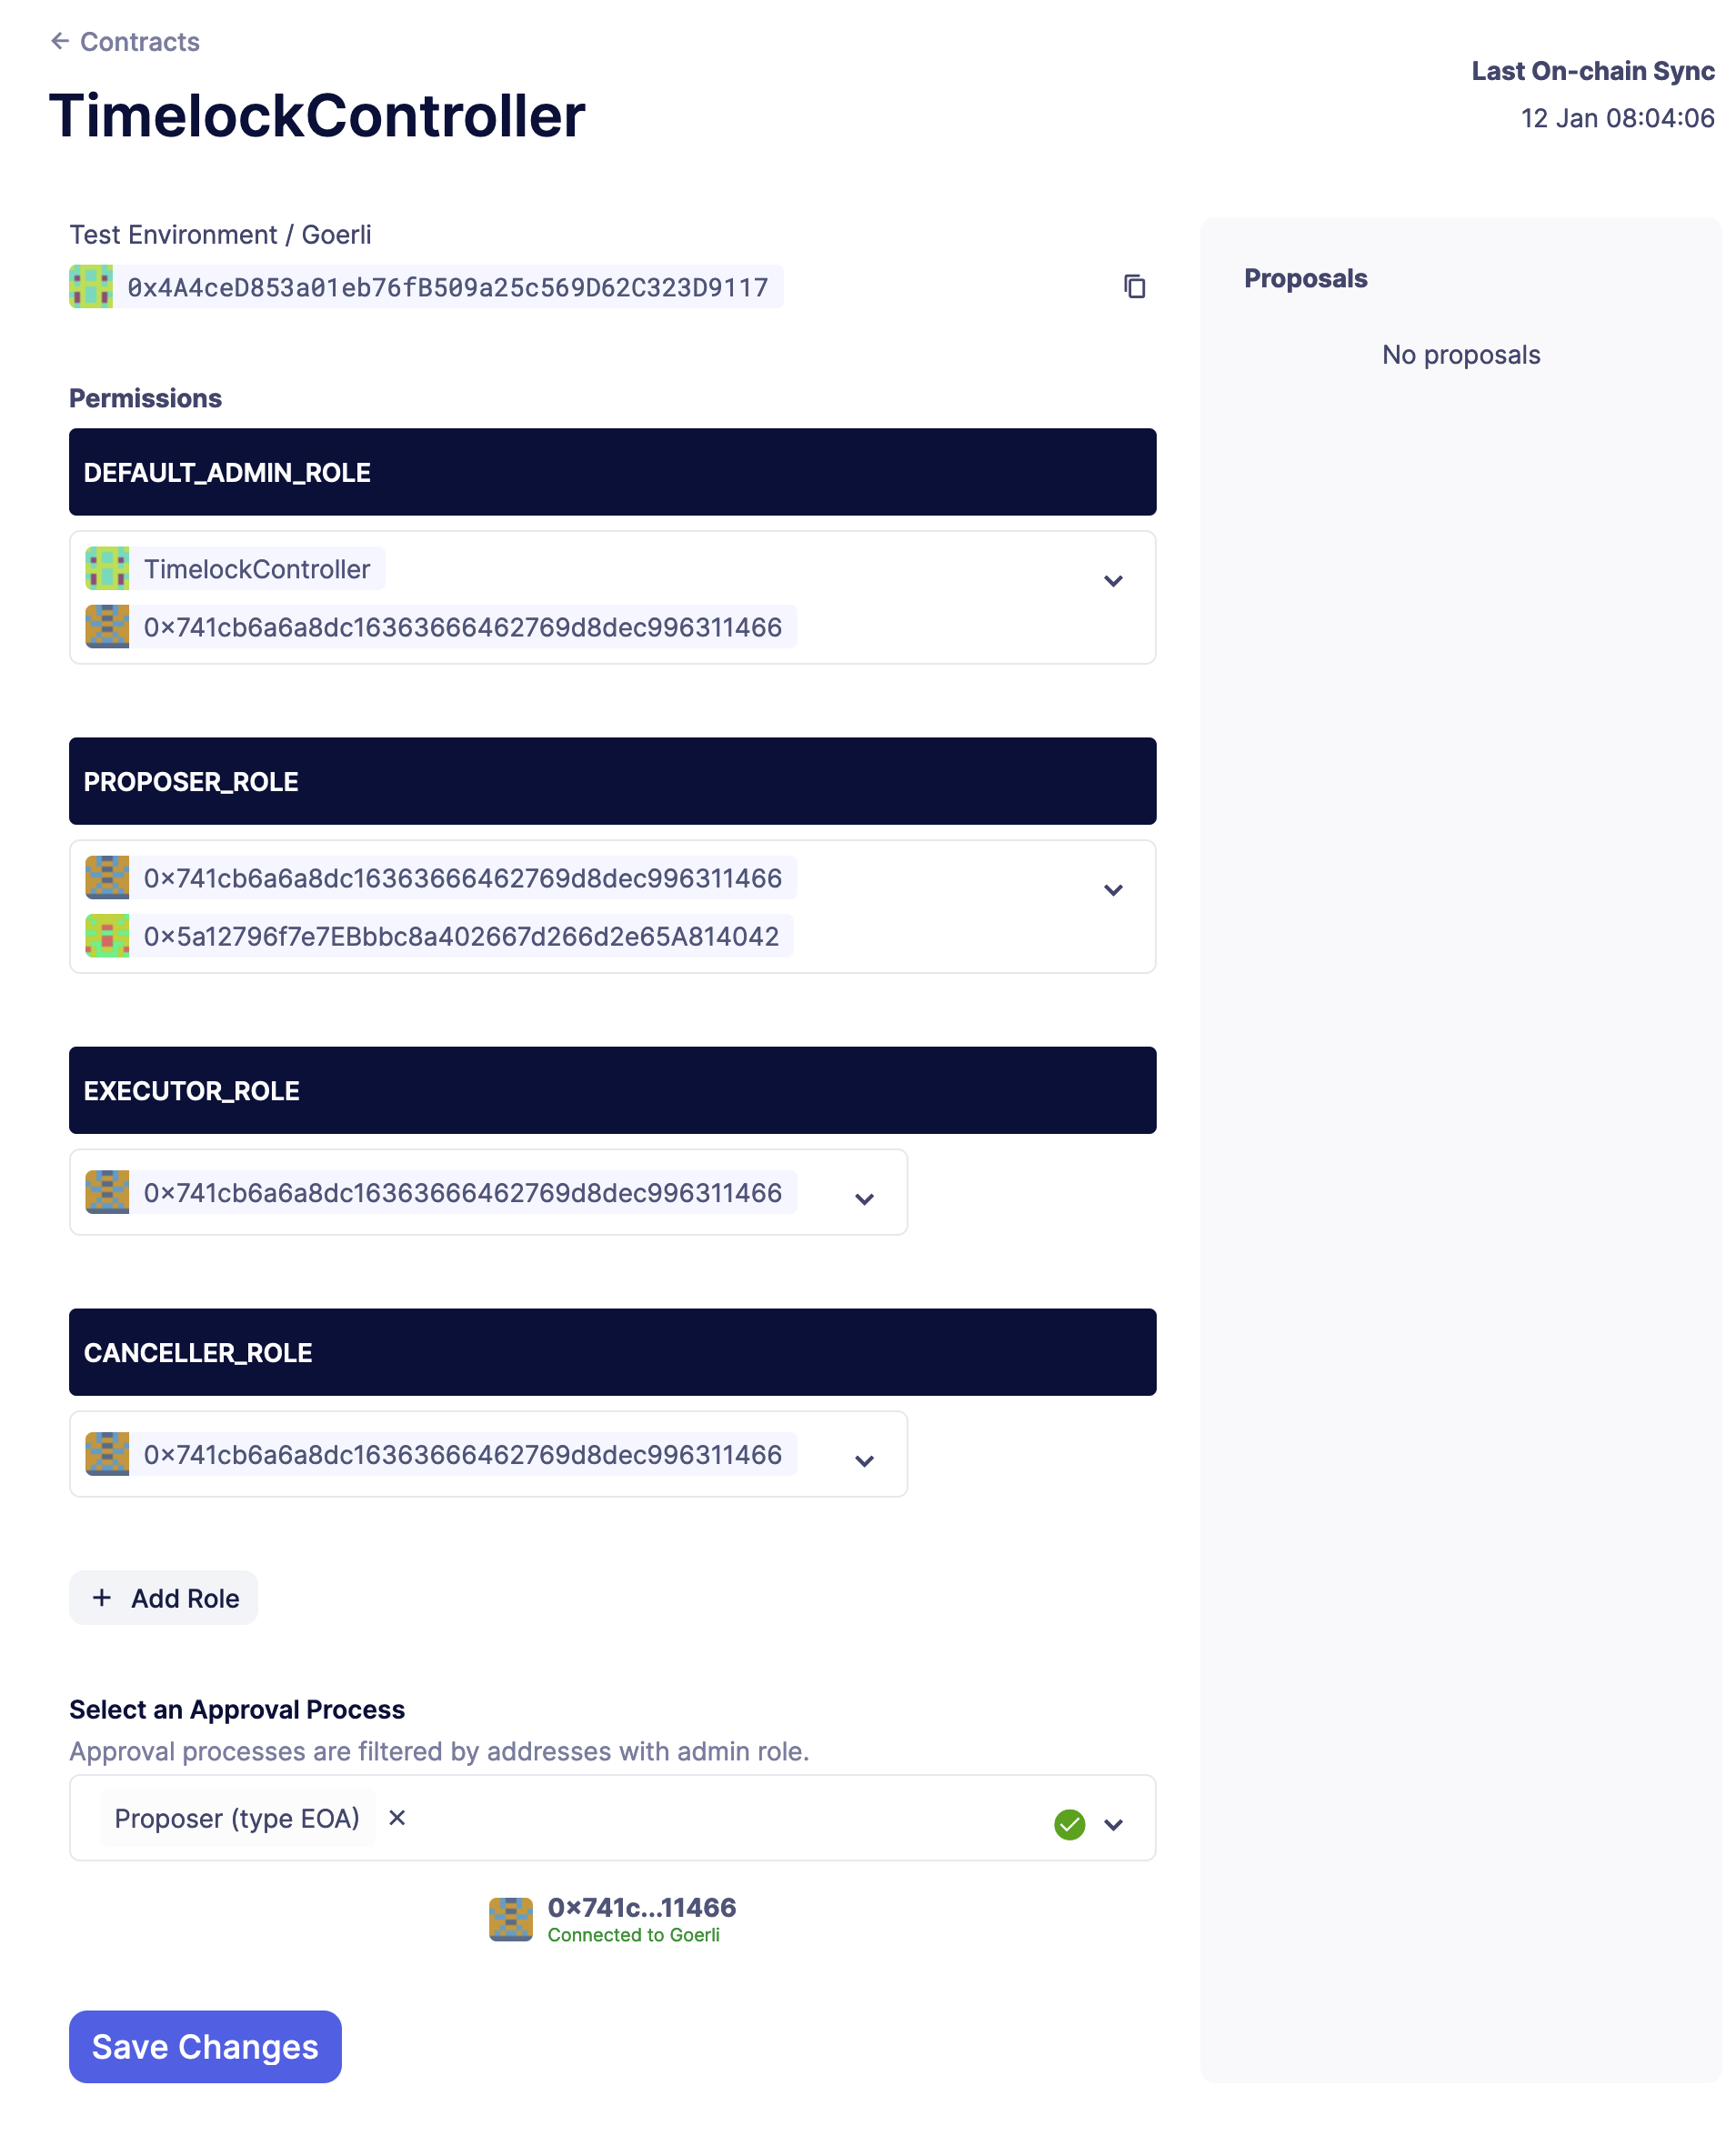 ← Contracts
TimelockController
Last On-chain Sync
12 Jan 08:04:06
Test Environment / Goerli
0x4A4ceD853a01eb76fB509a25c569D62C323D9117
Proposals
No proposals
Permissions
DEFAULT_ADMIN_ROLE
TimelockController
0x741cb6a6a8dc16363666462769d8dec996311466
PROPOSER_ROLE
0x741cb6a6a8dc16363666462769d8dec996311466
0x5a12796f7e7EBbbc8a402667d266d2e65A814042
EXECUTOR_ROLE
0x741cb6a6a8dc16363666462769d8dec996311466
CANCELLER_ROLE
0x741cb6a6a8dc16363666462769d8dec996311466
+ Add Role
Select an Approval Process
Approval processes are filtered by addresses with admin role.
Proposer (type EOA) ×
0x741c...11466
Connected to Goerli
Save Changes